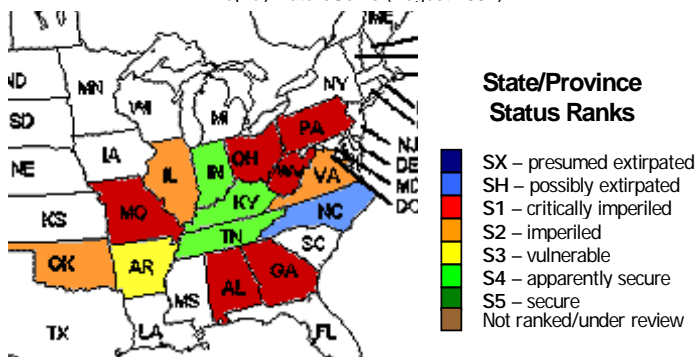 ME
ND
MN
SD
WI
MI
NY
NE
IA
PA
IL
IN
OH
NJ
DE
MD
DC
KS
MO
KY
VA
WV
NC
TN
OK
AR
SC
MS
AL
GA
TX
LA
FL
State/Province
Status Ranks
SX – presumed extirpated
SH – possibly extirpated
S1 – critically imperiled
S2 – imperiled
S3 – vulnerable
S4 – apparently secure
S5 – secure
Not ranked/under review